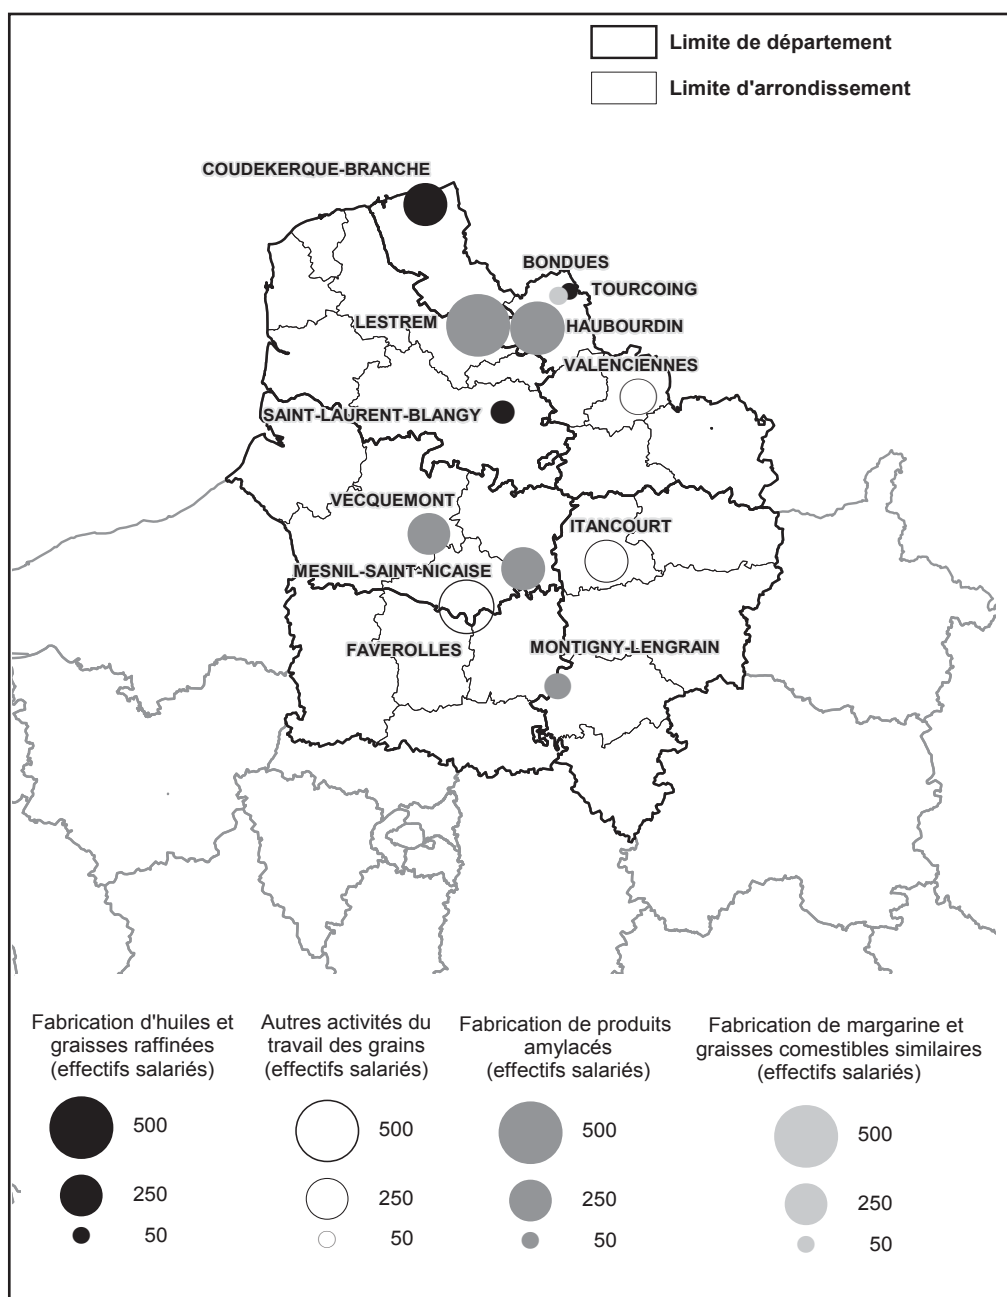 Limite de département
Limite d'arrondissement
COUDEKERQUE-BRANCHE
BONDUES
TOURCOING
LESTREM
HAUBOURDIN
VALENCIENNES
SAINT-LAURENT-BLANGY
VECQUEMONT
ITANCOURT
MESNIL-SAINT-NICAISE
FAVEROLLES
MONTIGNY-LENGRAIN
Fabrication d'huiles et
graisses raffinées
(effectifs salariés)
500
250
50
Autres activités du
travail des grains
(effectifs salariés)
500
250
50
Fabrication de produits
amylacés
(effectifs salariés)
500
250
50
Fabrication de margarine et
graisses comestibles similaires
(effectifs salariés)
500
250
50